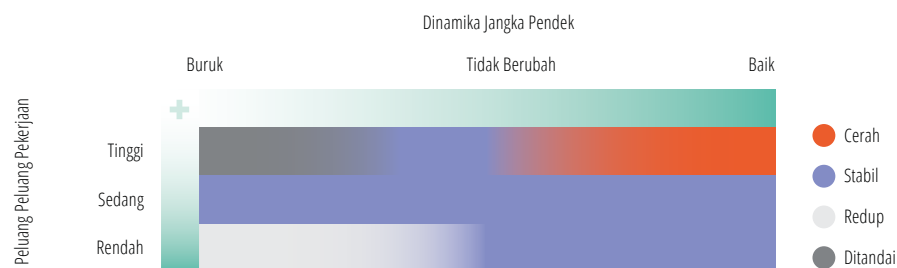 Dinamika Jangka Pendek
Buruk
Tidak Berubah
Baik
Peluang Peluang Pekerjaan
Tinggi
Sedang
Rendah
Cerah
Stabil
Redup
Ditandai